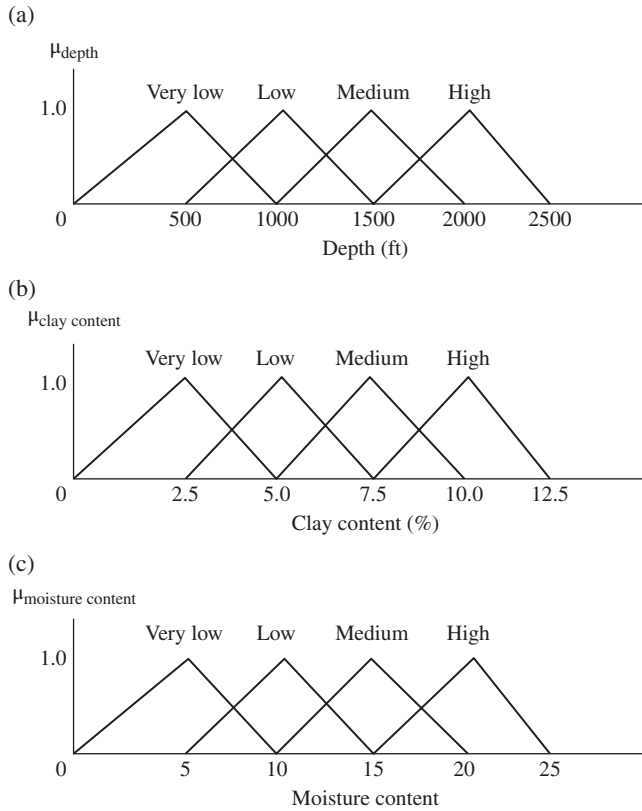 (a)
μdepth
Very low Low Medium High
1.0
0 500 1000 1500 2000 2500
Depth (ft)
(b)
μclay content
Very low Low Medium High
1.0
0 2.5 5.0 7.5 10.0 12.5
Clay content (%)
(c)
μmoisture content
Very low Low Medium High
1.0
0 5 10 15 20 25
Moisture content